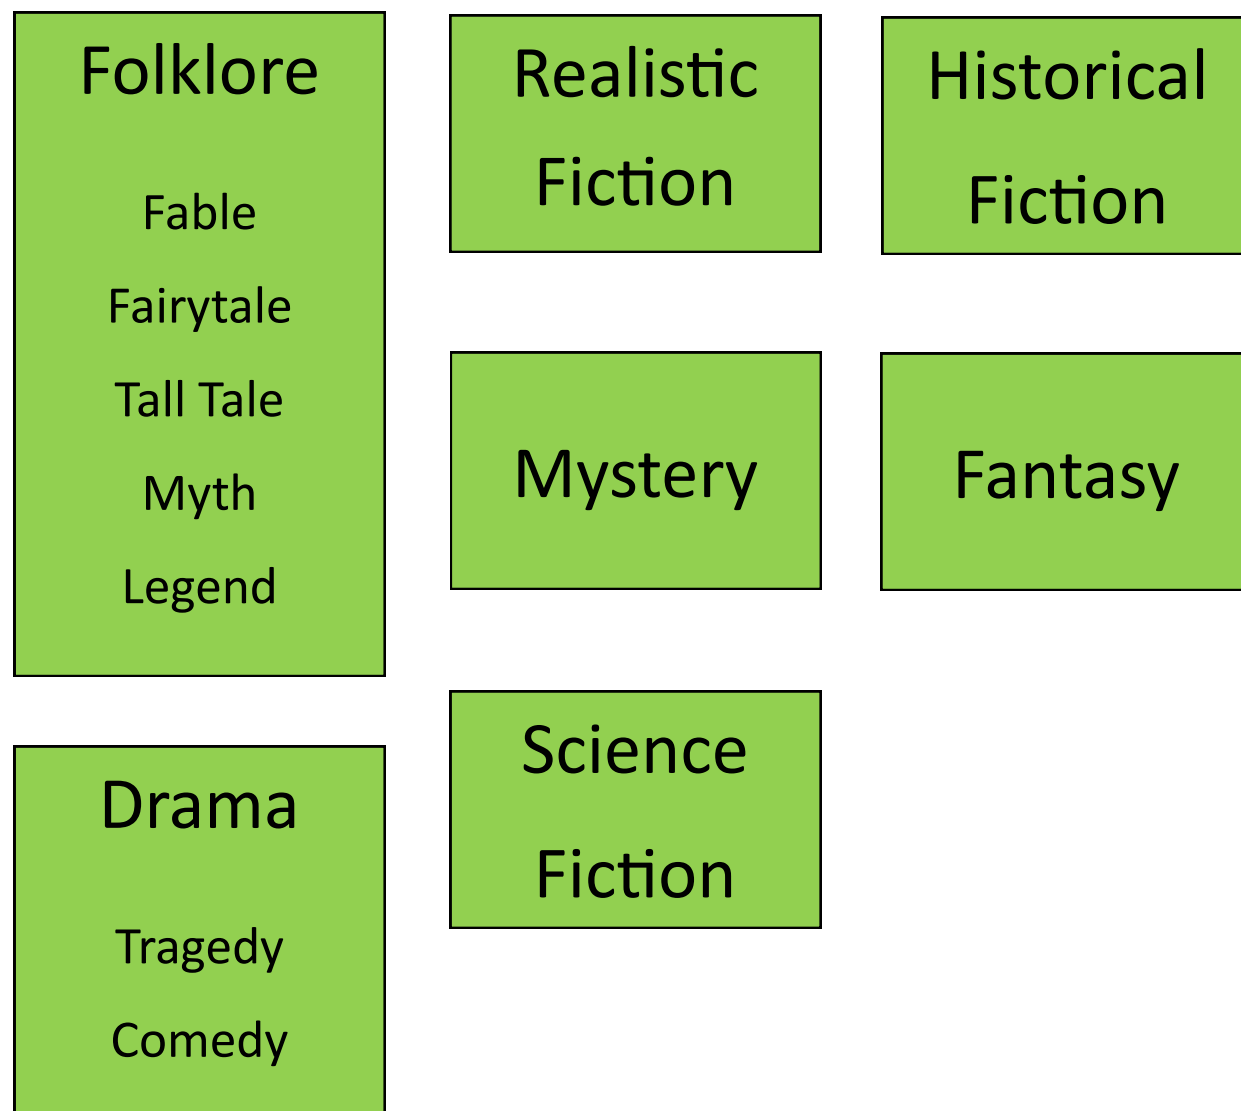 Folklore
Fable
Fairytale
Tall Tale
Myth
Legend
Drama
Tragedy
Comedy
Realistic
Fiction
Mystery
Science
Fiction
Historical
Fiction
Fantasy